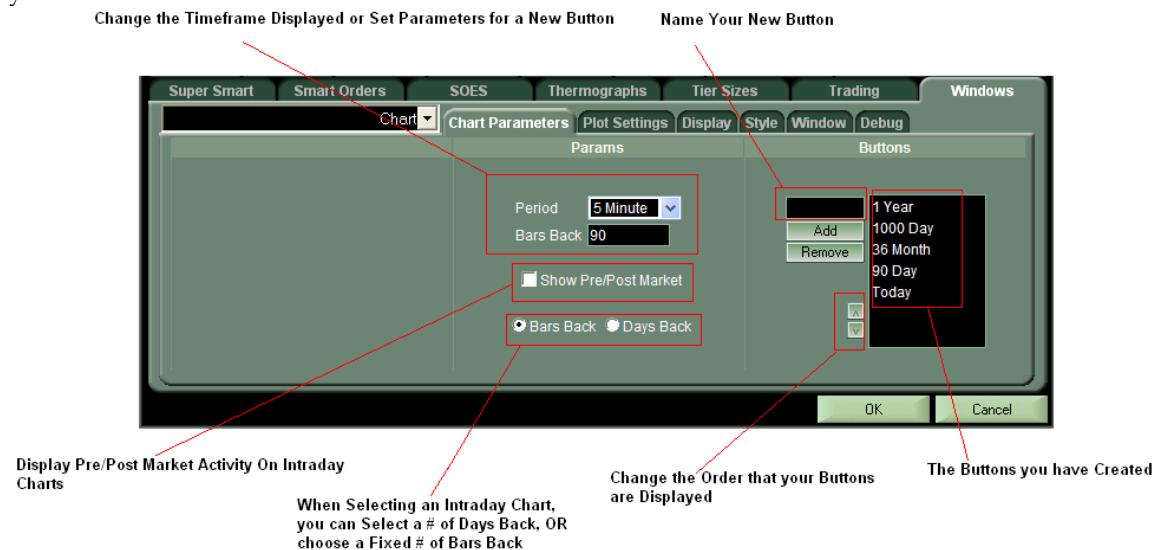 y
Change the Timeframe Displayed or Set Parameters for a New Button
Name Your New Button
Super Smart Smart Orders SOES Thermographs Tier Sizes Trading Windows
Chart Chart Parameters Plot Settings Display Style Window Debug
Params Buttons
Period 5 Minute
Bars Back 90
Show Pre/Post Market
Bars Back Days Back
Add
Remove
1 Year
1000 Day
36 Month
90 Day
Today
OK Cancel
Display Pre/Post Market Activity On Intraday
Charts
When Selecting an Intraday Chart,
you can Select a # of Days Back, OR
choose a Fixed # of Bars Back
Change the Order that your Buttons
are Displayed
The Buttons you have Created